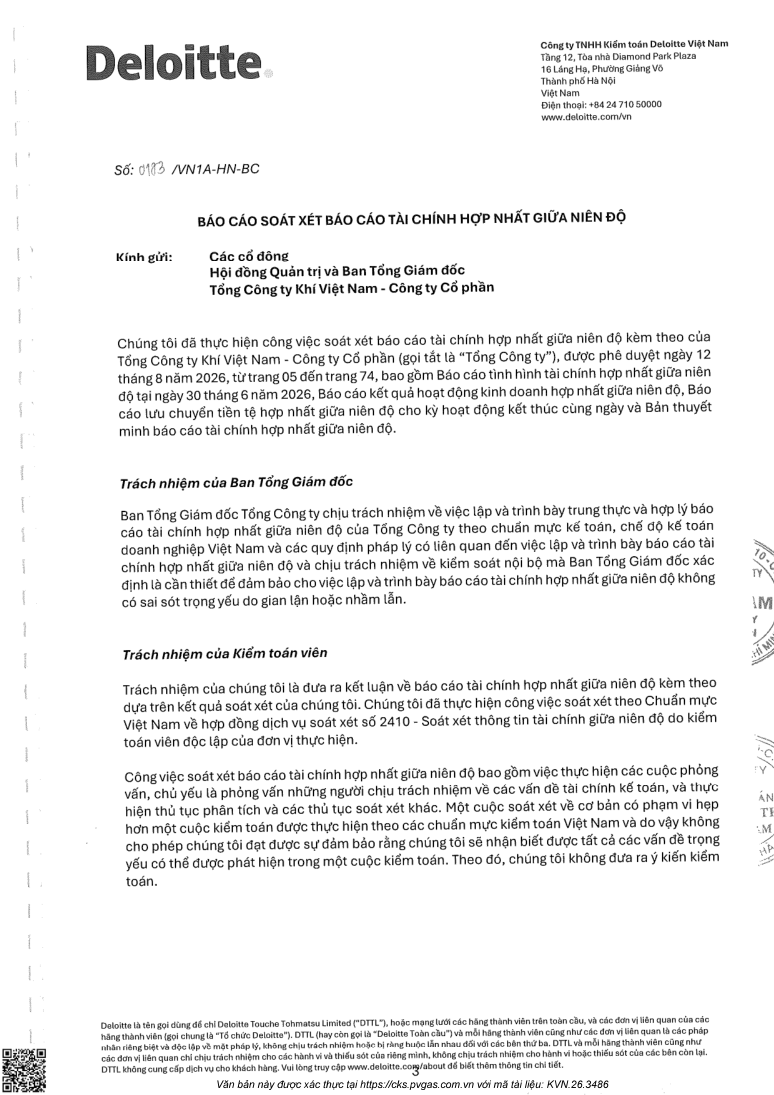 Deloitte.
Công ty TNHH Kiểm toán Deloitte Việt Nam
Tầng 12, Tòa nhà Diamond Park Plaza
16 Láng Hạ, Phường Giảng Võ
Thành phố Hà Nội
Việt Nam
Điện thoại: +84 24 710 50000
www.deloitte.com/vn
Số: 0183 /VN1A-HN-BC
BÁO CÁO SOÁT XÉT BÁO CÁO TÀI CHÍNH HỢP NHẤT GIỮA NIÊN ĐỘ
Kính gửi: Các cổ đông
Hội đồng Quản trị và Ban Tổng Giám đốc
Tổng Công ty Khí Việt Nam - Công ty Cổ phần
Chúng tôi đã thực hiện công việc soát xét báo cáo tài chính hợp nhất giữa niên độ kèm theo của
Tổng Công ty Khí Việt Nam - Công ty Cổ phần (gọi tắt là “Tổng Công ty”), được phê duyệt ngày 12
tháng 8 năm 2026, từ trang 05 đến trang 74, bao gồm Báo cáo tình hình tài chính hợp nhất giữa niên
độ tại ngày 30 tháng 6 năm 2026, Báo cáo kết quả hoạt động kinh doanh hợp nhất giữa niên độ, Báo
cáo lưu chuyển tiền tệ hợp nhất giữa niên độ cho kỳ hoạt động kết thúc cùng ngày và Bản thuyết
minh báo cáo tài chính hợp nhất giữa niên độ.
Trách nhiệm của Ban Tổng Giám đốc
Ban Tổng Giám đốc Tổng Công ty chịu trách nhiệm về việc lập và trình bày trung thực và hợp lý báo
cáo tài chính hợp nhất giữa niên độ của Tổng Công ty theo chuẩn mực kế toán, chế độ kế toán
doanh nghiệp Việt Nam và các quy định pháp lý có liên quan đến việc lập và trình bày báo cáo tài
chính hợp nhất giữa niên độ và chịu trách nhiệm về kiểm soát nội bộ mà Ban Tổng Giám đốc xác
định là cần thiết để đảm bảo cho việc lập và trình bày báo cáo tài chính hợp nhất giữa niên độ không
có sai sót trọng yếu do gian lận hoặc nhầm lẫn.
Trách nhiệm của Kiểm toán viên
Trách nhiệm của chúng tôi là đưa ra kết luận về báo cáo tài chính hợp nhất giữa niên độ kèm theo
dựa trên kết quả soát xét của chúng tôi. Chúng tôi đã thực hiện công việc soát xét theo Chuẩn mực
Việt Nam về hợp đồng dịch vụ soát xét số 2410 - Soát xét thông tin tài chính giữa niên độ do kiểm
toán viên độc lập của đơn vị thực hiện.
Công việc soát xét báo cáo tài chính hợp nhất giữa niên độ bao gồm việc thực hiện các cuộc phỏng
vấn, chủ yếu là phỏng vấn những người chịu trách nhiệm về các vấn đề tài chính kế toán, và thực
hiện thủ tục phân tích và các thủ tục soát xét khác. Một cuộc soát xét về cơ bản có phạm vi hẹp
hơn một cuộc kiểm toán được thực hiện theo các chuẩn mực kiểm toán Việt Nam và do vậy không
cho phép chúng tôi đạt được sự đảm bảo rằng chúng tôi sẽ nhận biết được tất cả các vấn đề trọng
yếu có thể được phát hiện trong một cuộc kiểm toán. Theo đó, chúng tôi không đưa ra ý kiến kiểm
toán.
Deloitte là tên gọi dùng để chỉ Deloitte Touche Tohmatsu Limited (“DTTL”), hoặc mạng lưới các hãng thành viên trên toàn cầu, và các đơn vị liên quan của các
hãng thành viên (gọi chung là “Tổ chức Deloitte”). DTTL (hay còn gọi là “Deloitte Toàn cầu”) và mỗi hãng thành viên cũng như các đơn vị liên quan là các pháp
nhân riêng biệt và độc lập về mặt pháp lý, không chịu trách nhiệm hoặc bị ràng buộc lẫn nhau đối với các bên thứ ba. DTTL và mỗi hãng thành viên cũng như
các đơn vị liên quan chỉ chịu trách nhiệm cho các hành vi và thiếu sót của riêng mình, không chịu trách nhiệm cho hành vi hoặc thiếu sót của các bên còn lại.
DTTL không cung cấp dịch vụ cho khách hàng. Vui lòng truy cập www.deloitte.com/about để biết thêm thông tin chi tiết.
3
Văn bản này được xác thực tại https://cks.pvgas.com.vn với mã tài liệu: KVN.26.3486